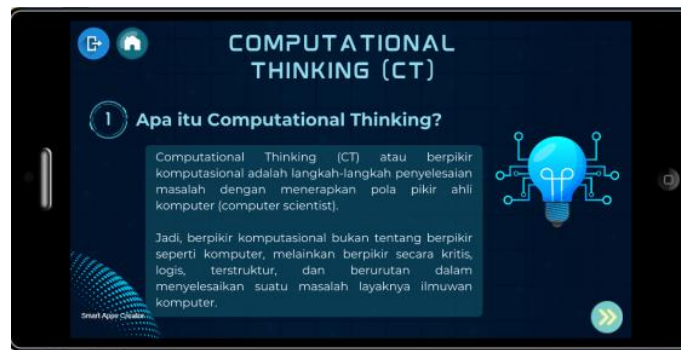 COMPUTATIONAL
THINKING (CT)
1
Apa itu Computational Thinking?
Computational Thinking (CT) atau berpikir
komputasional adalah langkah-langkah penyelesaian
masalah dengan menerapkan pola pikir ahli
komputer (computer scientist).
Jadi, berpikir komputasional bukan tentang berpikir
seperti komputer, melainkan berpikir secara kritis,
logis, terstruktur, dan berurutan dalam
menyelesaikan suatu masalah layaknya ilmuwan
komputer.
Smart Apps Creator